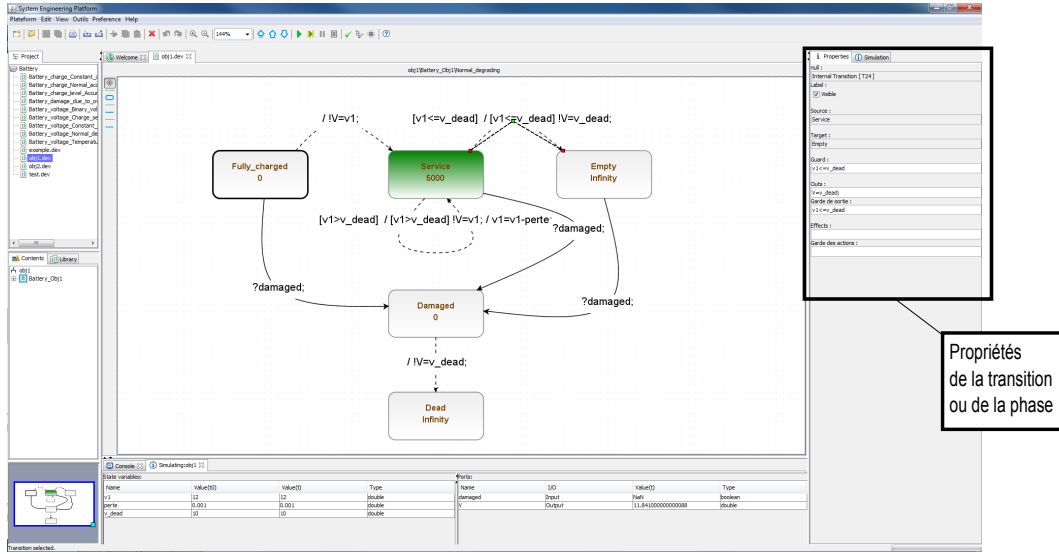 System Engineering Platform
Plateform Edit View Outils Preference Help
144%
Project
Welcome
obj1.dev
Properties
Simulation
Battery
Battery_charge_Constant_
Battery_charge_Normal_acc
Battery_charge_level_Accur
Battery_damage_due_to_o
Battery_voltage_Binary_vol
Battery_voltage_Charge_se
Battery_voltage_Constant_
Battery_voltage_Normal_de
Battery_voltage_Temperatu
example.dev
obj1.dev
obj2.dev
test.dev
obj1\Battery_Obj1\Normal_degrading
/ !V=v1;
[v1<=v_dead] / [v1<=v_dead] !V=v_dead;
Fully_charged
0
Service
5000
Empty
Infinity
[v1>v_dead] / [v1>v_dead] !V=v1; / v1=v1-perte
?damaged;
?damaged;
?damaged;
Damaged
0
/ !V=v_dead;
Dead
Infinity
null :
Internal Transition [ T24 ]
Label :
Visible
Source :
Service
Target :
Empty
Guard :
v1<=v_dead
Outs :
V=v_dead;
Garde de sortie :
v1<=v_dead
Effects :
Garde des actions :
Propriétés
de la transition
ou de la phase
Contents
Library
obj1
Battery_Obj1
Console
Simulating:obj1
State variables:
Name Value(t0) Value(t) Type
v1 12 12 double
perte 0.001 0.001 double
v_dead 10 10 double
Ports:
Name I/O Value(t) Type
damaged Input NaN boolean
V Output 11.841000000000088 double
Transition selected.